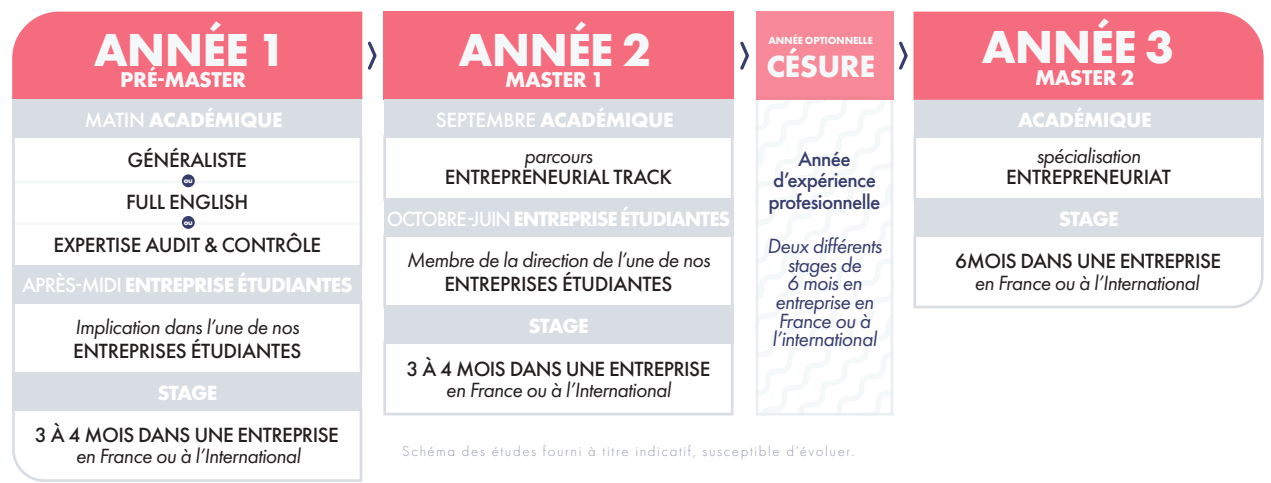 ANNÉE 1
PRÉ-MASTER
MATIN ACADÉMIQUE
GÉNÉRALISTE
OU
FULL ENGLISH
OU
EXPERTISE AUDIT & CONTRÔLE
APRÈS-MIDI ENTREPRISE ÉTUDIANTES
Implication dans l'une de nos
ENTREPRISES ÉTUDIANTES
STAGE
3 À 4 MOIS DANS UNE ENTREPRISE
en France ou à l'International
ANNÉE 2
MASTER 1
SEPTEMBRE ACADÉMIQUE
parcours
ENTREPRENEURIAL TRACK
OCTOBRE-JUIN ENTREPRISE ÉTUDIANTES
Membre de la direction de l'une de nos
ENTREPRISES ÉTUDIANTES
STAGE
3 À 4 MOIS DANS UNE ENTREPRISE
en France ou à l'International
ANNÉE OPTIONNELLE
CÉSURE
Année
d'expérience
profesionnelle
Deux différents
stages de
6 mois en
entreprise en
France ou à
l'international
ANNÉE 3
MASTER 2
ACADÉMIQUE
spécialisation
ENTREPRENEURIAT
STAGE
6MOIS DANS UNE ENTREPRISE
en France ou à l'International
Schéma des études fourni à titre indicatif, susceptible d'évoluer.